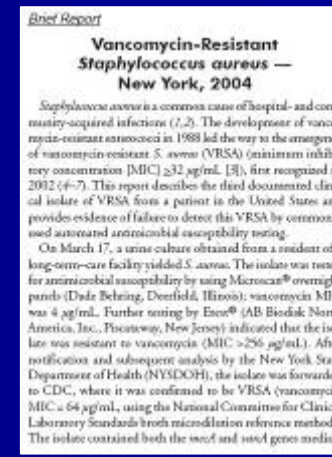 Brief Report
Vancomycin-Resistant
Staphylococcus aureus —
New York, 2004
Staphylococcus aureus is a common cause of hospital- and com
munity-acquired infections (1,2). The development of vanco
mycin-resistant enterococci in 1988 led the way to the emergen
of vancomycin-resistant S. aureus (VRSA) (minimum inhib
tory concentration [MIC] ≥32 µg/mL [3]), first recognized i
2002 (4–7). This report describes the third documented clin
cal isolate of VRSA from a patient in the United States an
provides evidence of failure to detect this VRSA by common
used automated antimicrobial susceptibility testing.
On March 17, a urine culture obtained from a resident of
long-term–care facility yielded S. aureus. The isolate was teste
for antimicrobial susceptibility by using Microscan® overnigh
panels (Dade Behring, Deerfield, Illinois); vancomycin MI
was 4 µg/mL. Further testing by Etest® (AB Biodisk Nort
America, Inc., Piscataway, New Jersey) indicated that the iso
late was resistant to vancomycin (MIC >256 µg/mL). Aft
notification and subsequent analysis by the New York Sta
Department of Health (NYSDOH), the isolate was forwarde
to CDC, where it was confirmed to be VRSA (vancomyci
MIC = 64 µg/mL, using the National Committee for Clinic
Laboratory Standards broth microdilution reference method
The isolate contained both the mecA and vanA genes medi